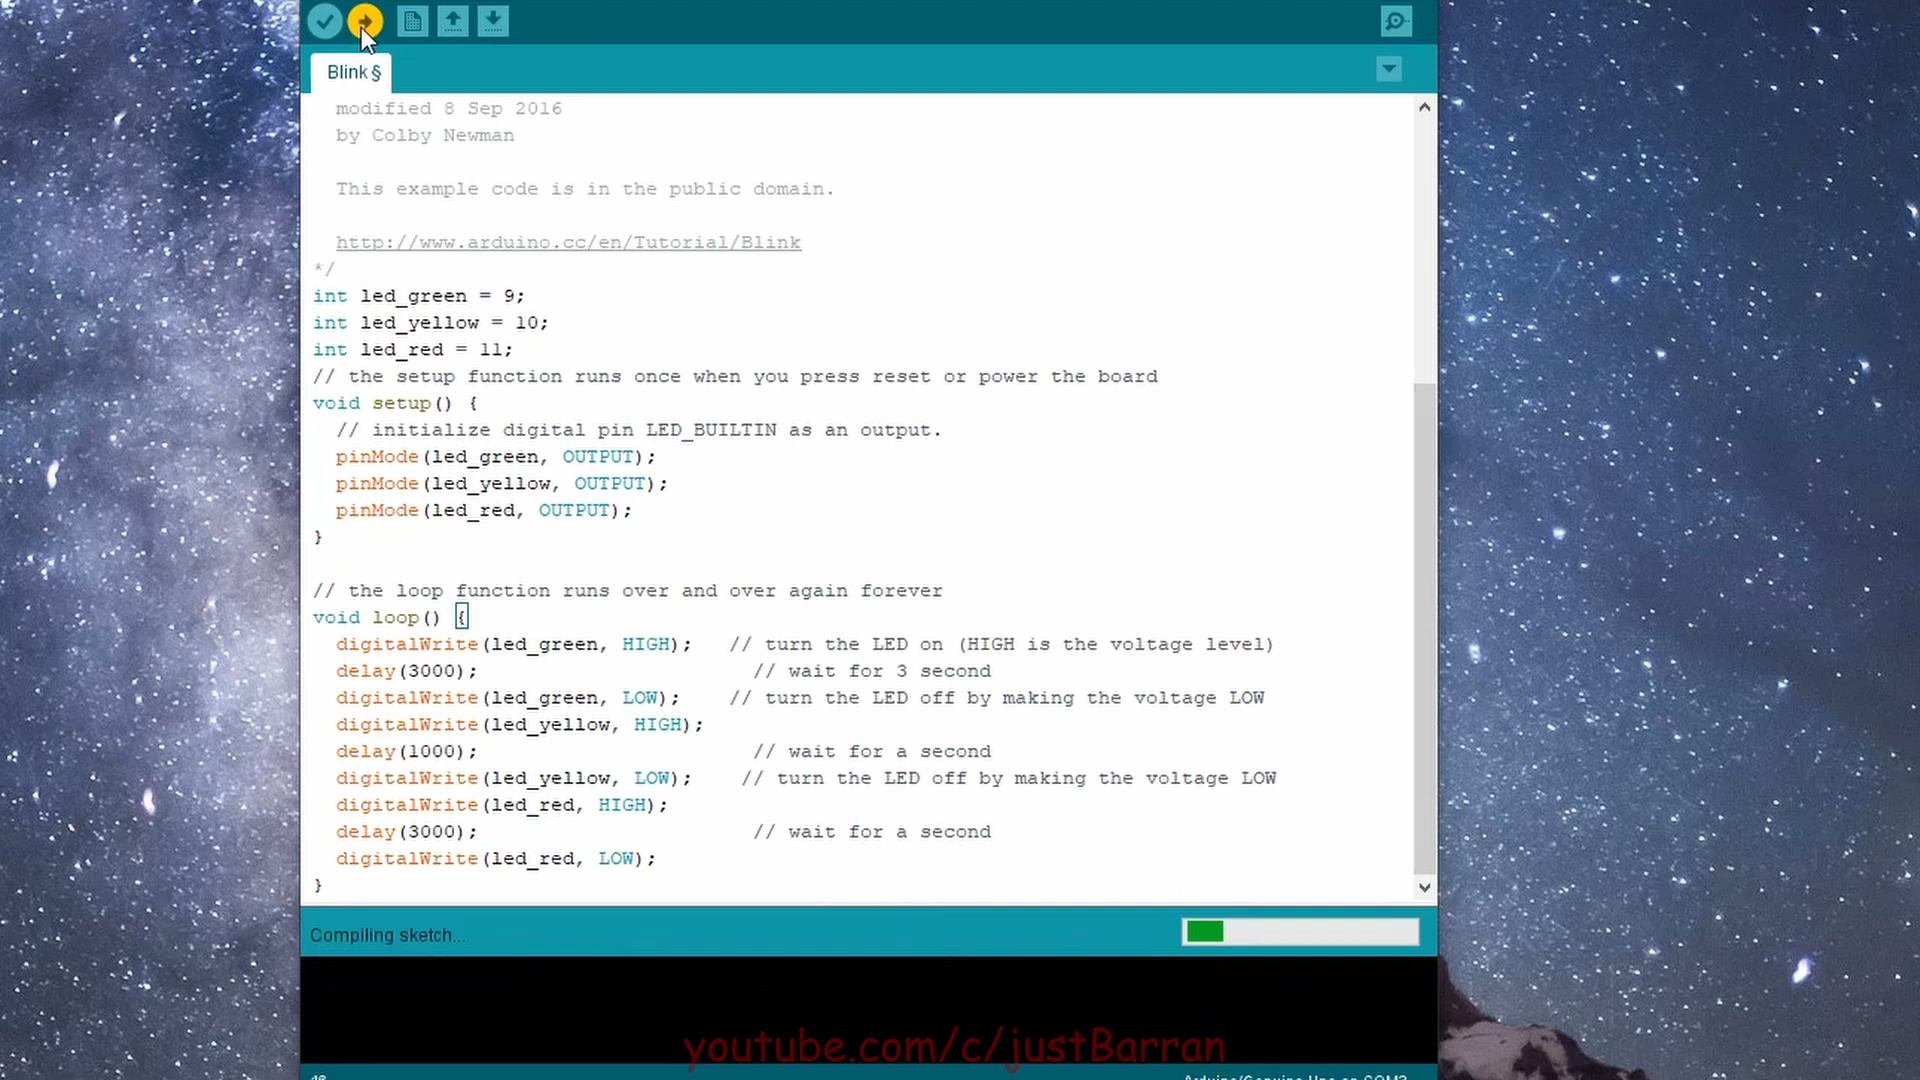 Blink §
modified 8 Sep 2016
by Colby Newman
This example code is in the public domain.
http://www.arduino.cc/en/Tutorial/Blink
*/
int led_green = 9;
int led_yellow = 10;
int led_red = 11;
// the setup function runs once when you press reset or power the board
void setup() {
  // initialize digital pin LED_BUILTIN as an output.
  pinMode(led_green, OUTPUT);
  pinMode(led_yellow, OUTPUT);
  pinMode(led_red, OUTPUT);
}
// the loop function runs over and over again forever
void loop() {
  digitalWrite(led_green, HIGH);   // turn the LED on (HIGH is the voltage level)
  delay(3000);                       // wait for 3 second
  digitalWrite(led_green, LOW);    // turn the LED off by making the voltage LOW
  digitalWrite(led_yellow, HIGH);
  delay(1000);                       // wait for a second
  digitalWrite(led_yellow, LOW);    // turn the LED off by making the voltage LOW
  digitalWrite(led_red, HIGH);
  delay(3000);                       // wait for a second
  digitalWrite(led_red, LOW);
}
Compiling sketch...
youtube.com/c/justBarran
Arduino/Genuino Uno on COM3